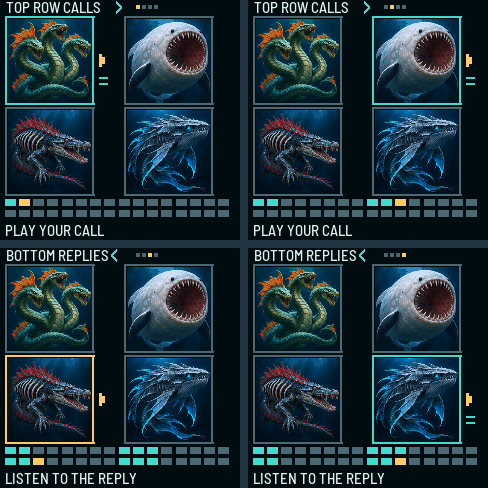 TOP ROW CALLS
PLAY YOUR CALL
TOP ROW CALLS
PLAY YOUR CALL
BOTTOM REPLIES
LISTEN TO THE REPLY
BOTTOM REPLIES
LISTEN TO THE REPLY